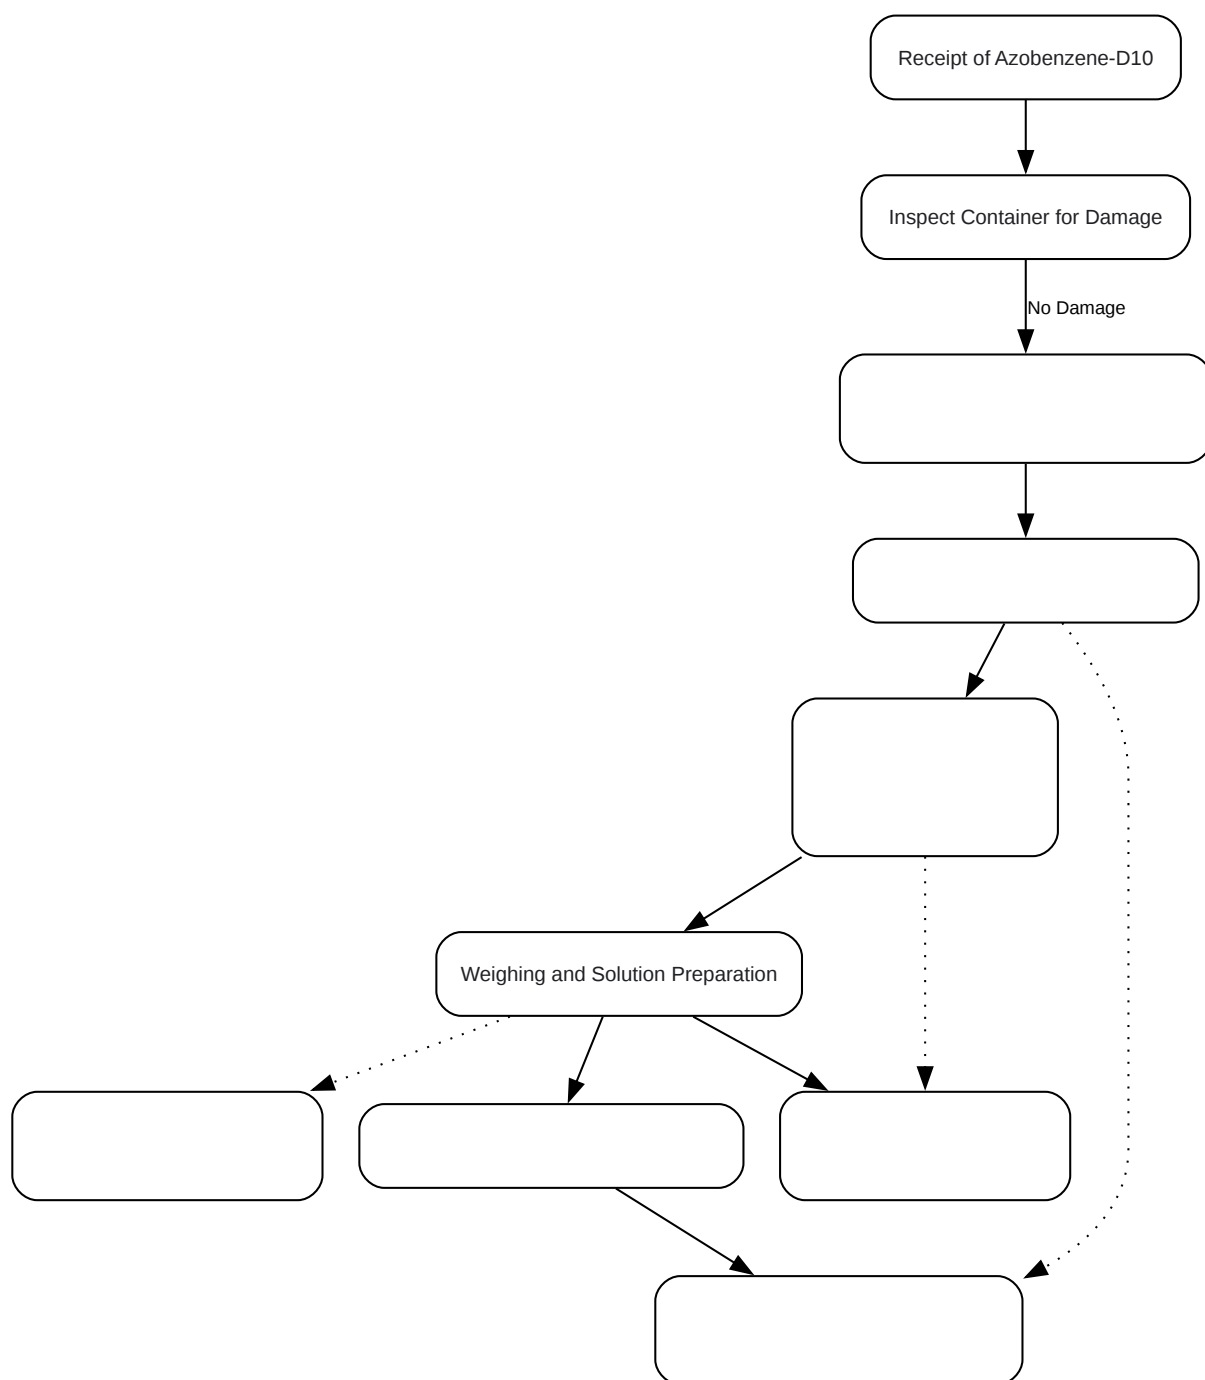 Receipt of Azobenzene-D10
Inspect Container for Damage
No Damage
Weighing and Solution Preparation